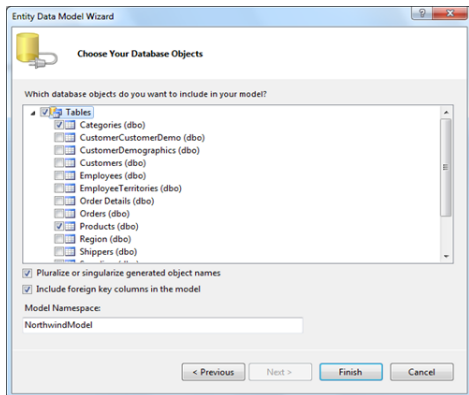 Entity Data Model Wizard
Choose Your Database Objects
Which database objects do you want to include in your model?
Tables
Categories (dbo)
CustomerCustomerDemo (dbo)
CustomerDemographics (dbo)
Customers (dbo)
Employees (dbo)
EmployeeTerritories (dbo)
Order Details (dbo)
Orders (dbo)
Products (dbo)
Region (dbo)
Shippers (dbo)
Pluralize or singularize generated object names
Include foreign key columns in the model
Model Namespace:
NorthwindModel
< Previous
Next >
Finish
Cancel